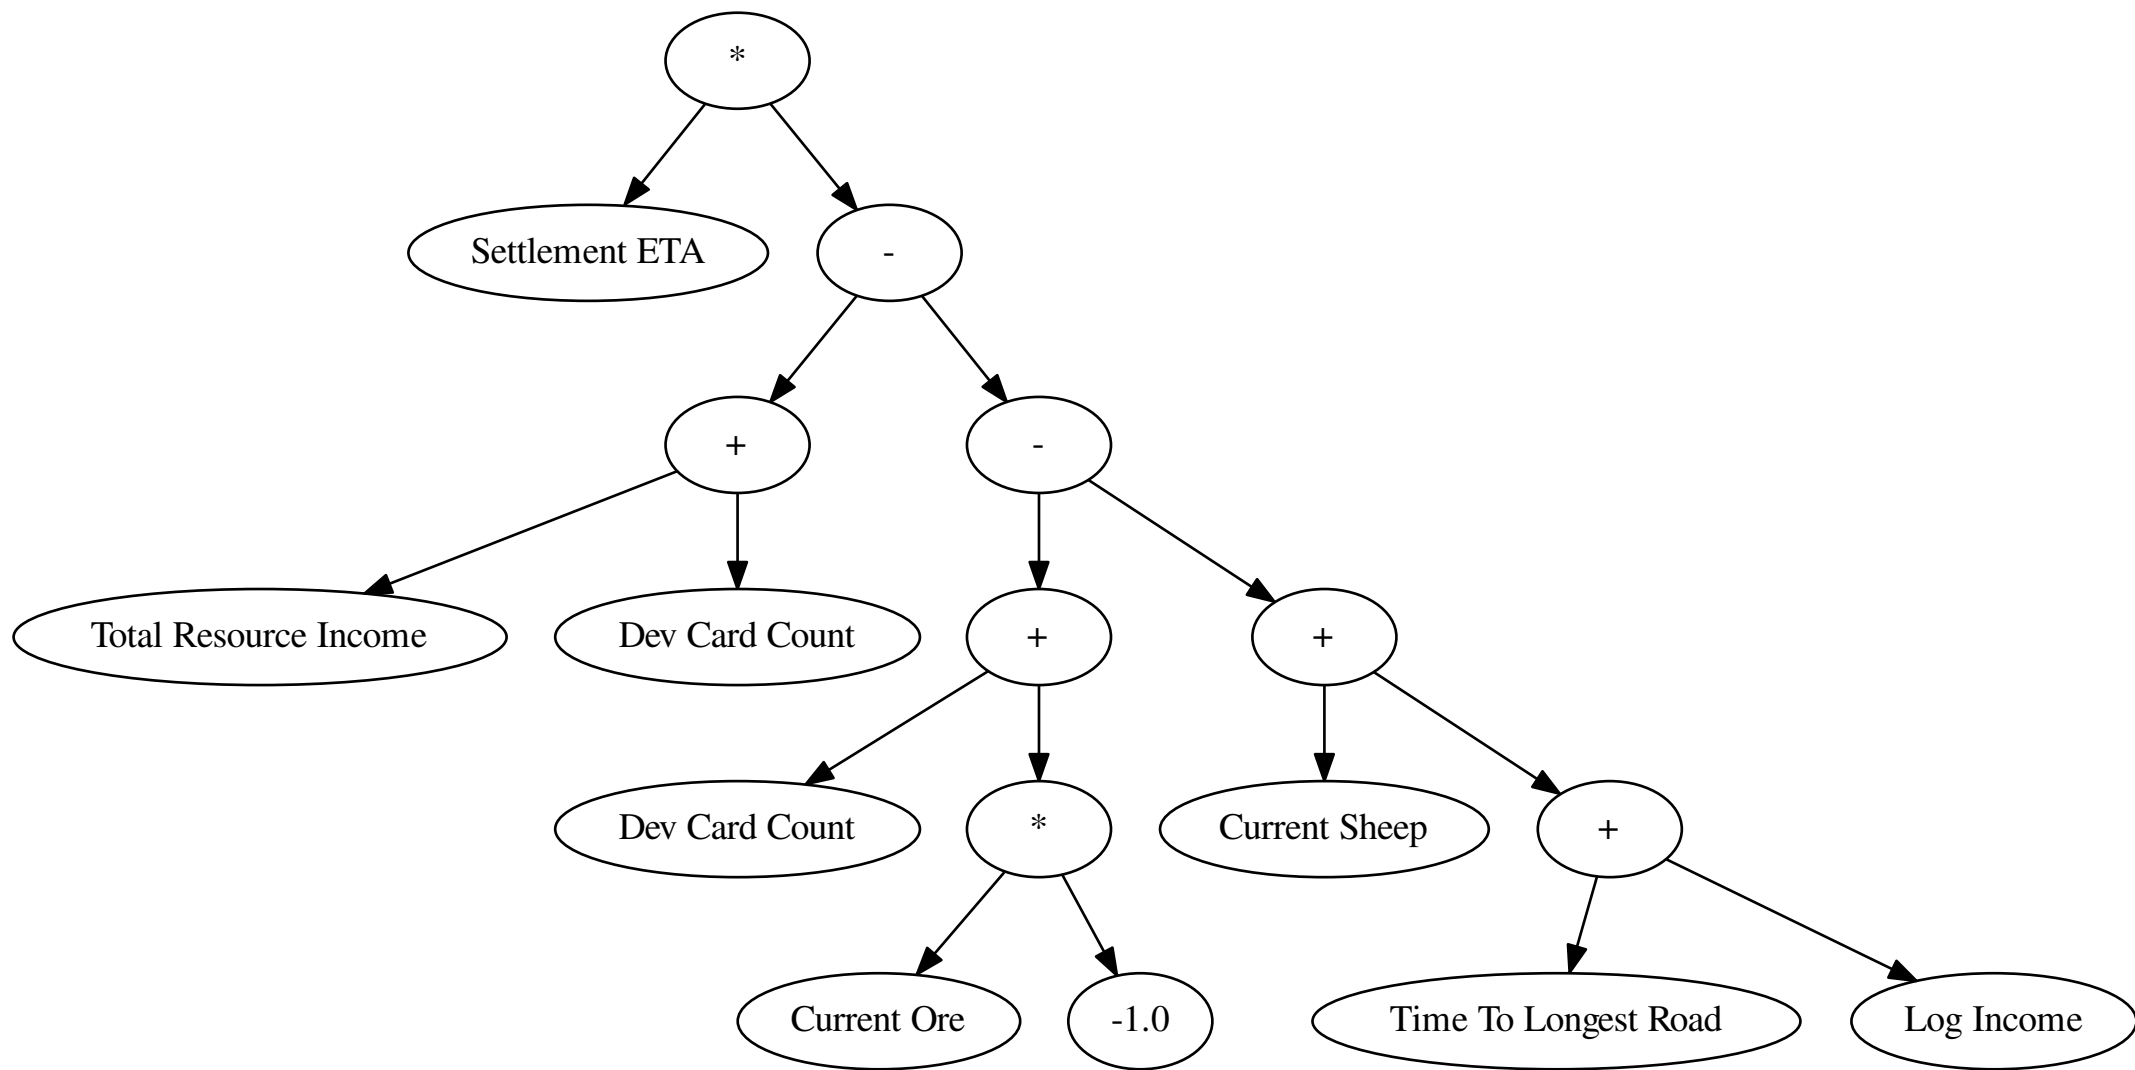 *
Settlement ETA
-
+
-
Total Resource Income
Dev Card Count
+
+
Dev Card Count
*
Current Sheep
+
Current Ore
-1.0
Time To Longest Road
Log Income